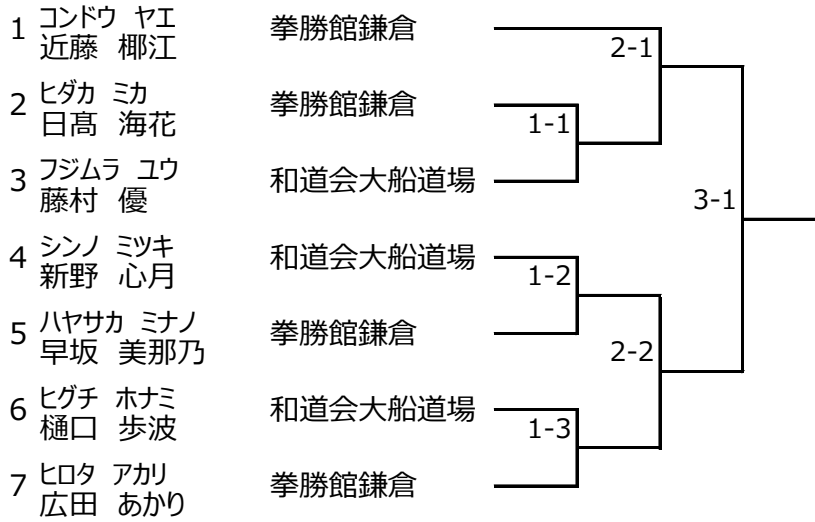 コンドウ ヤエ
1 近藤 椰江 拳勝館鎌倉
2-1
ヒダカ ミカ
2 日髙 海花 拳勝館鎌倉
1-1
フジムラ ユウ
3 藤村 優 和道会大船道場
3-1
シンノ ミツキ
4 新野 心月 和道会大船道場
1-2
ハヤサカ ミナノ
5 早坂 美那乃 拳勝館鎌倉
2-2
ヒグチ ホナミ
6 樋口 歩波 和道会大船道場
1-3
ヒロタ アカリ
7 広田 あかり 拳勝館鎌倉